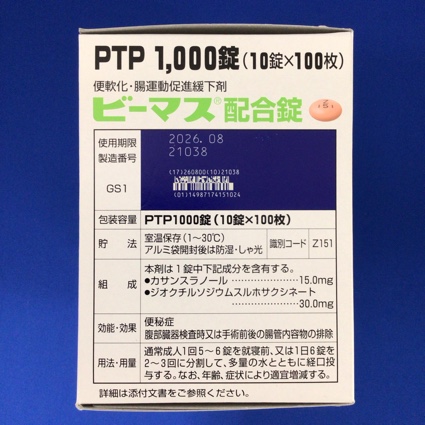 PTP 1,000錠(10錠×100枚)
便軟化・腸運動促進緩下剤
ビーマス®配合錠
使用期限 2026.08
製造番号 21038
(17)260800(10)21038
GS1
(01)14987174151024
包装容量 PTP1000錠(10錠×100枚)
貯法 室温保存(1~30℃)
アルミ袋開封後は防湿・しゃ光
識別コード Z151
組成 本剤は1錠中下記成分を含有する。
●カサンスラノール ……………… 15.0mg
●ジオクチルソジウムスルホサクシネート
……………… 30.0mg
効能・効果 便秘症
腹部臓器検査時又は手術前後の腸管内容物の排除
用法・用量 通常成人1回5~6錠を就寝前、又は1日6錠を
2~3回に分割して、多量の水とともに経口投
与する。なお、年齢、症状により適宜増減する。
詳細は添付文書をご参照ください。